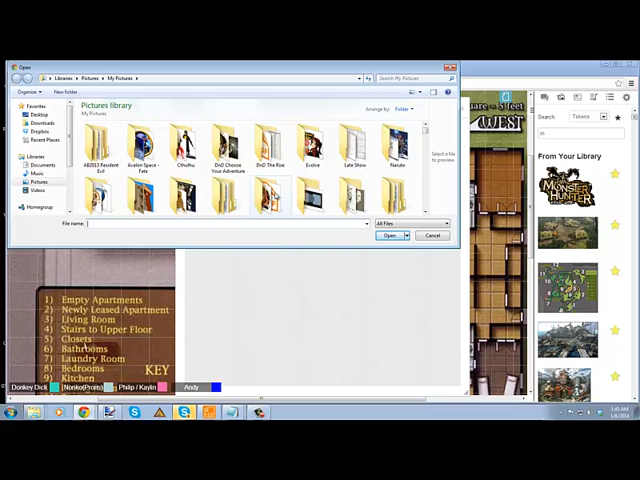 Open
Libraries
Pictures
My Pictures
Search My Pictures
Organize
New folder
Favorites
Desktop
Downloads
Dropbox
Recent Places
Libraries
Documents
Music
Pictures
Videos
Homegroup
Pictures library
My Pictures
Arrange by: Folder
AB2013 Resident
Evil
Avalon Space -
Fate
Cthulhu
DnD Choose
Your Adventure
DnD The Rise
Evolve
Late Show
Naruto
Select a file
to preview.
File name:
All Files
Open
Cancel
quare = 5 feet
WEST
Search:
Tokens
m
From Your Library
MONSTER
HUNTER
1) Empty Apartments
2) Newly Leased Apartment
3) Living Room
4) Stairs to Upper Floor
5) Closets
6) Bathrooms
7) Laundry Room
8) Bedrooms
9) Kitchen
KEY
Donkey Dick
Philip / Kaylin
Andy
3:45 AM
1/6/2014